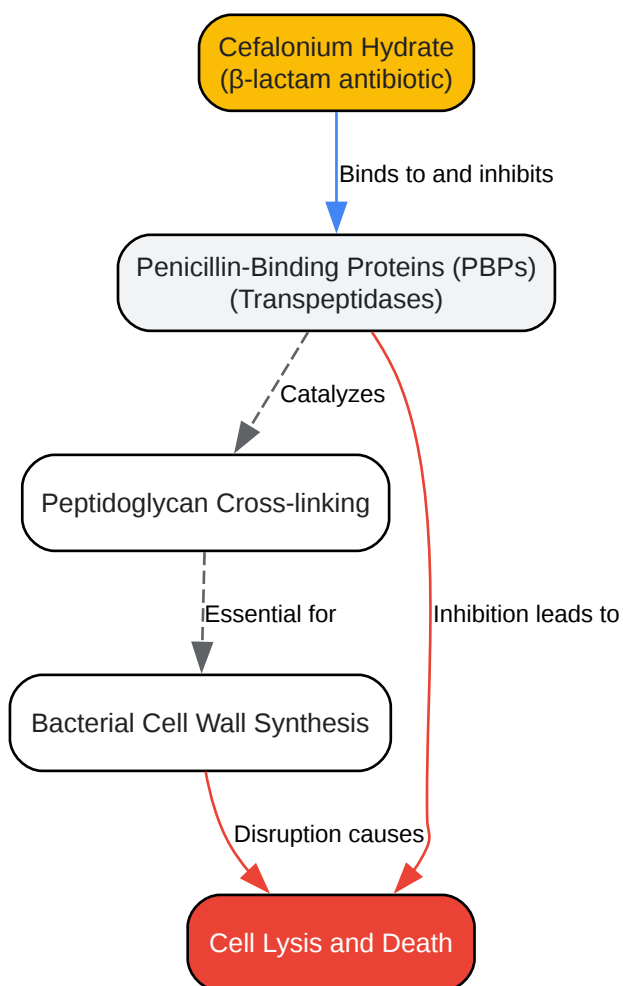 Cefalonium Hydrate
(β-lactam antibiotic)
Binds to and inhibits
Penicillin-Binding Proteins (PBPs)
(Transpeptidases)
Catalyzes
Peptidoglycan Cross-linking
Essential for
Inhibition leads to
Bacterial Cell Wall Synthesis
Disruption causes
Cell Lysis and Death